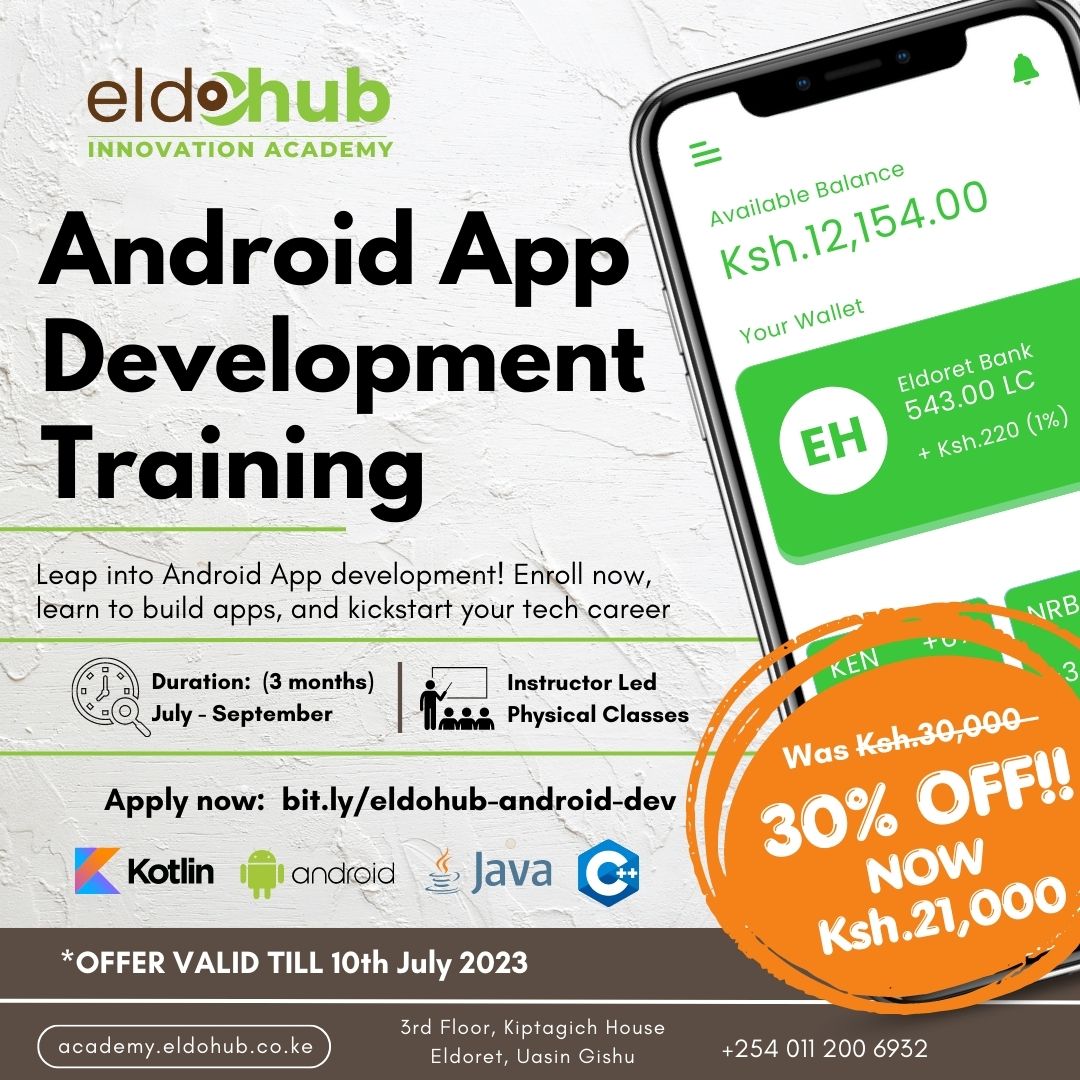 eldohub
INNOVATION ACADEMY
Android App
Development
Training
Leap into Android App development! Enroll now,
learn to build apps, and kickstart your tech career
Duration: (3 months)
July - September
Instructor Led
Physical Classes
Apply now: bit.ly/eldohub-android-dev
Kotlin
android
Java
C++
Available Balance
Ksh.12,154.00
Your Wallet
EH
Eldoret Bank
543.00 LC
+ Ksh.220 (1%)
KEN
NRB
Was Ksh.30,000
30% OFF!!
NOW
Ksh.21,000
*OFFER VALID TILL 10th July 2023
academy.eldohub.co.ke
3rd Floor, Kiptagich House
Eldoret, Uasin Gishu
+254 011 200 6932